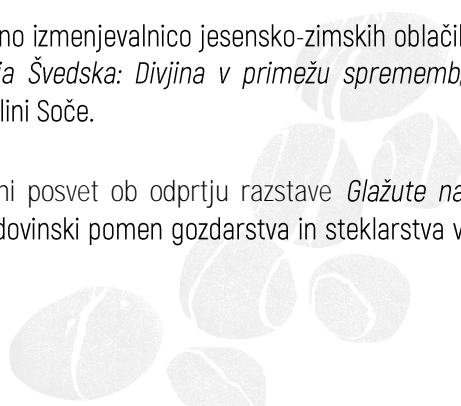 no izmenjevalnico jesensko-zimskih oblačil
ja Švedska: Divjina v primežu sprememb,
lini Soče.
ni posvet ob odprtju razstave Glažute na
dovinski pomen gozdarstva in steklarstva v